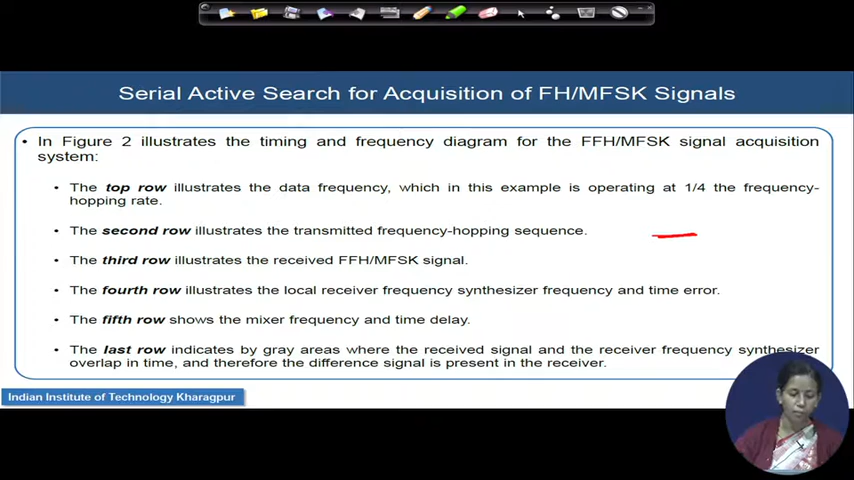 Serial Active Search for Acquisition of FH/MFSK Signals
• In Figure 2 illustrates the timing and frequency diagram for the FFH/MFSK signal acquisition
system:
• The top row illustrates the data frequency, which in this example is operating at 1/4 the frequency-
hopping rate.
• The second row illustrates the transmitted frequency-hopping sequence.
• The third row illustrates the received FFH/MFSK signal.
• The fourth row illustrates the local receiver frequency synthesizer frequency and time error.
• The fifth row shows the mixer frequency and time delay.
• The last row indicates by gray areas where the received signal and the receiver frequency synthesizer
overlap in time, and therefore the difference signal is present in the receiver.
Indian Institute of Technology Kharagpur